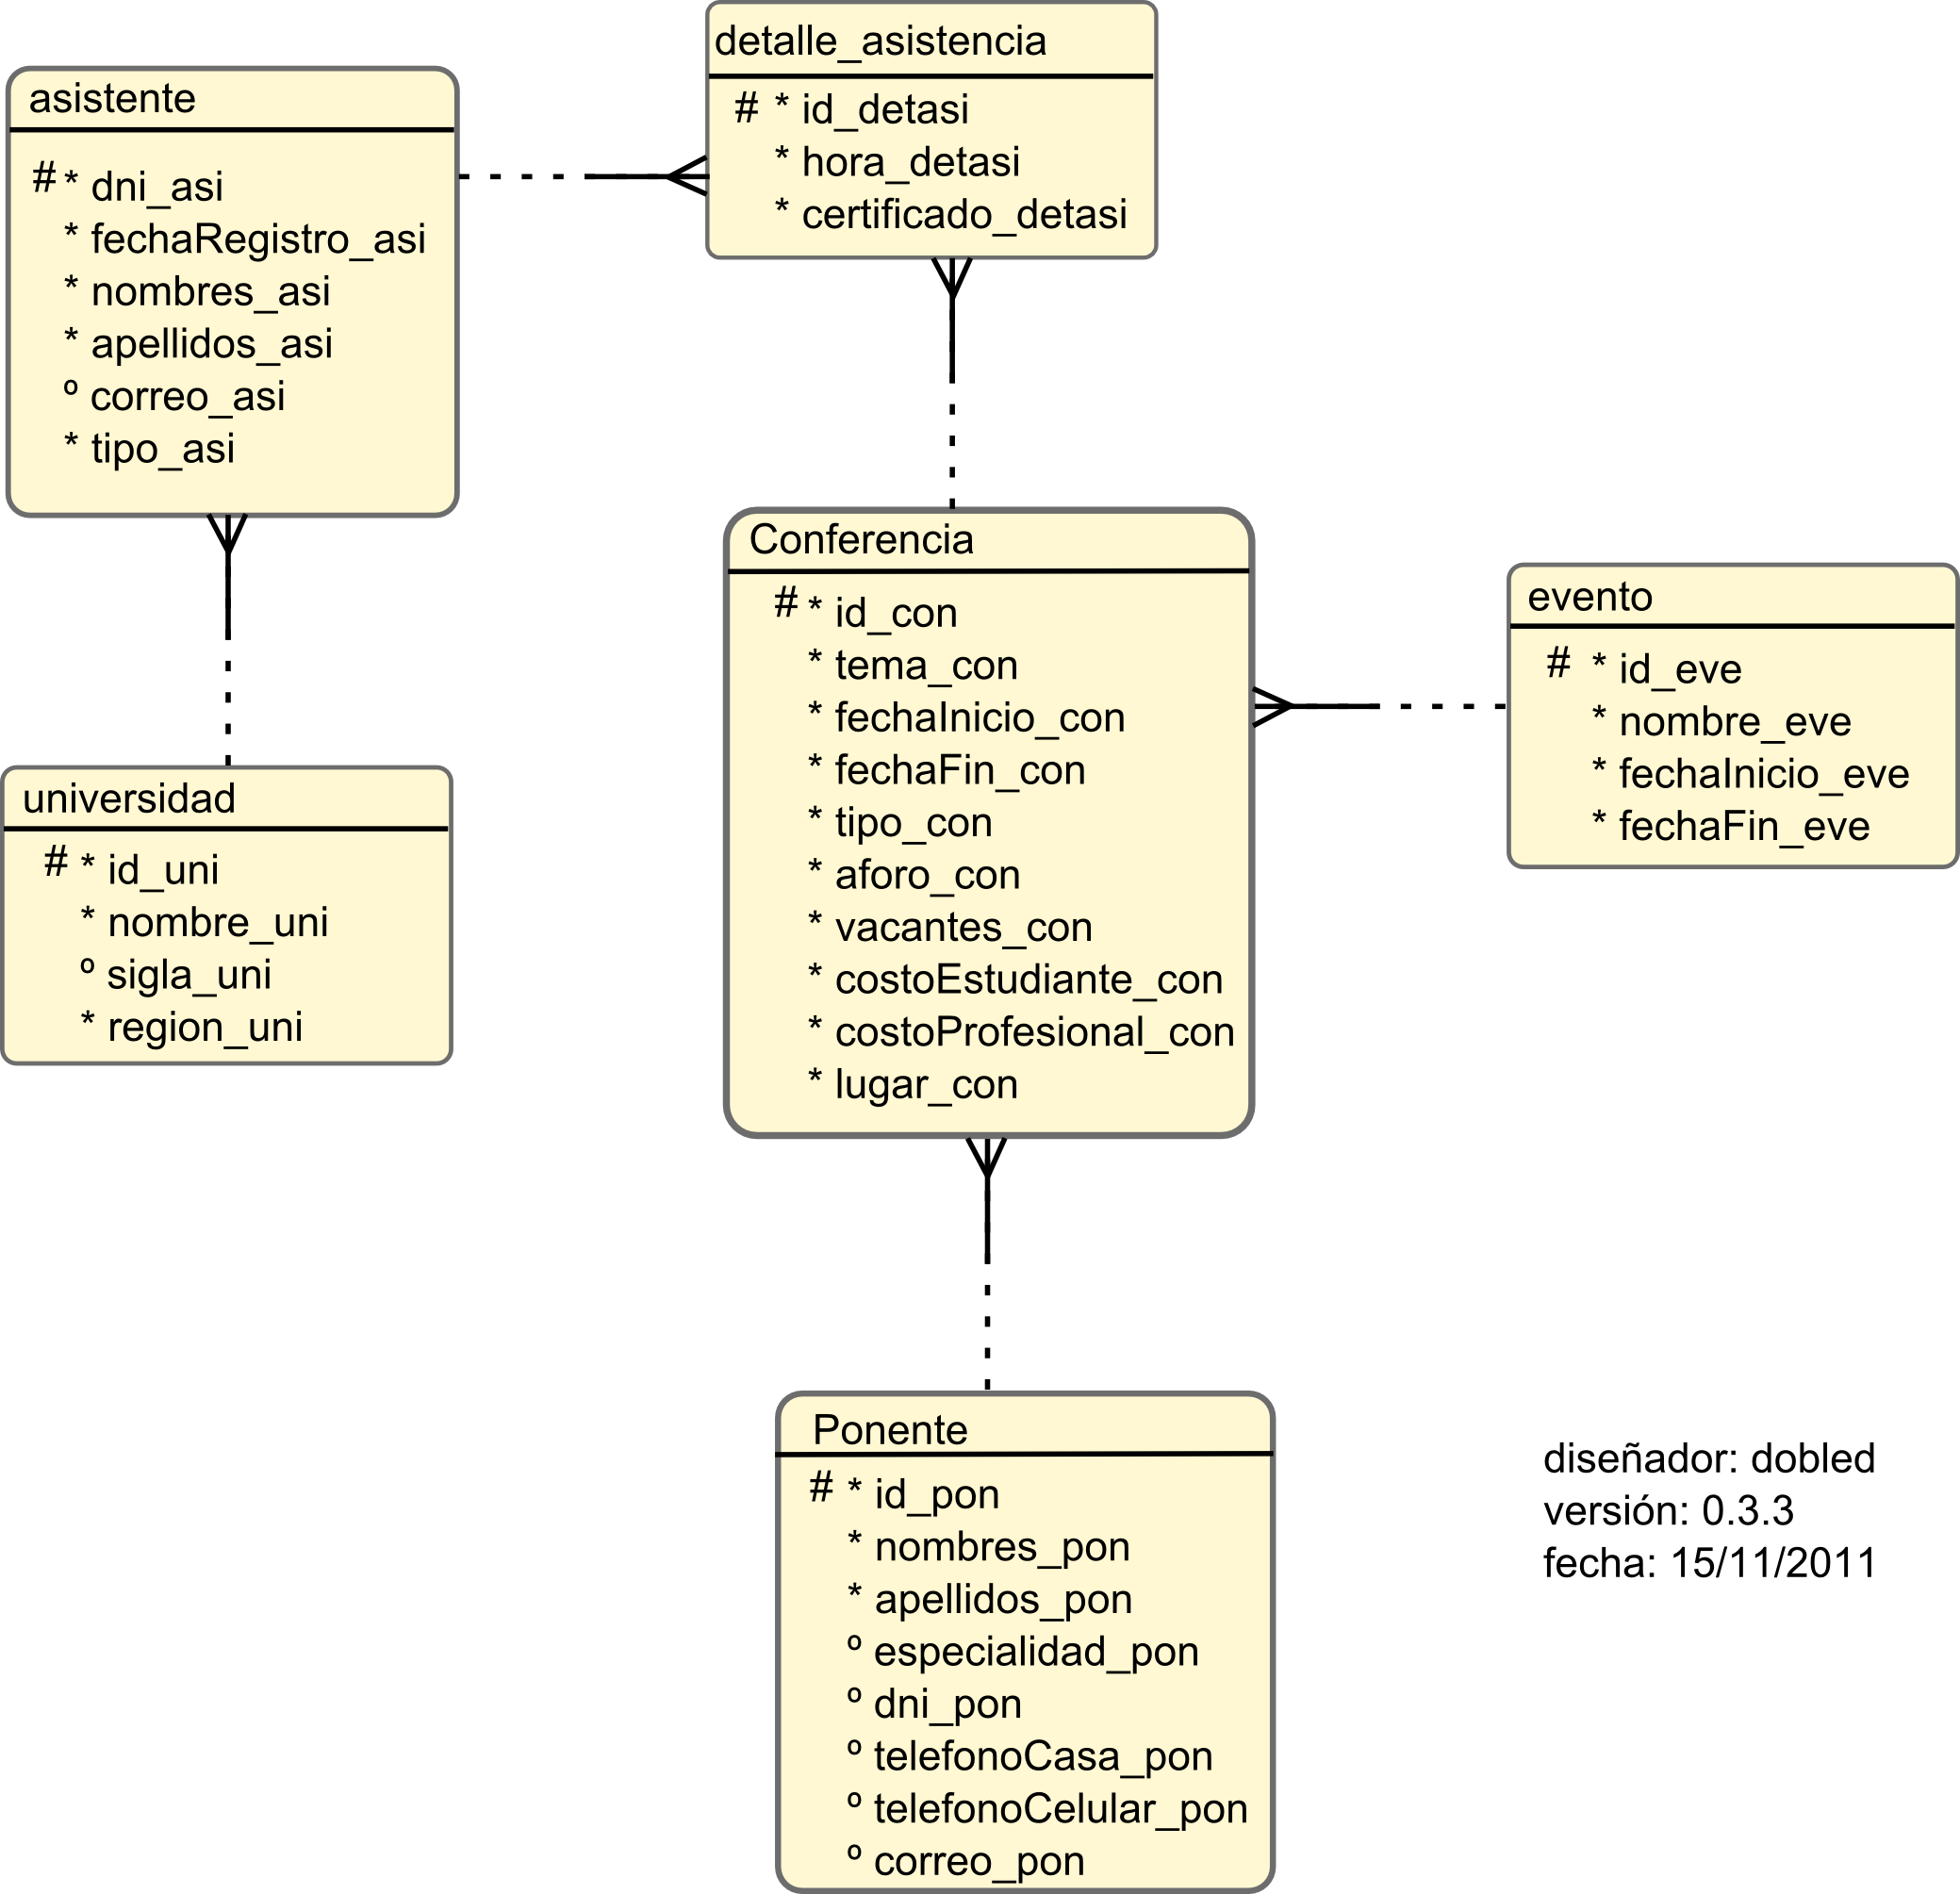 detalle_asistencia
# * id_detasi
* hora_detasi
* certificado_detasi
asistente
# * dni_asi
* fechaRegistro_asi
* nombres_asi
* apellidos_asi
º correo_asi
* tipo_asi
Conferencia
# * id_con
* tema_con
* fechaInicio_con
* fechaFin_con
* tipo_con
* aforo_con
* vacantes_con
* costoEstudiante_con
* costoProfesional_con
* lugar_con
evento
# * id_eve
* nombre_eve
* fechaInicio_eve
* fechaFin_eve
universidad
# * id_uni
* nombre_uni
º sigla_uni
* region_uni
Ponente
# * id_pon
* nombres_pon
* apellidos_pon
º especialidad_pon
º dni_pon
º telefonoCasa_pon
º telefonoCelular_pon
º correo_pon
diseñador: dobled
versión: 0.3.3
fecha: 15/11/2011